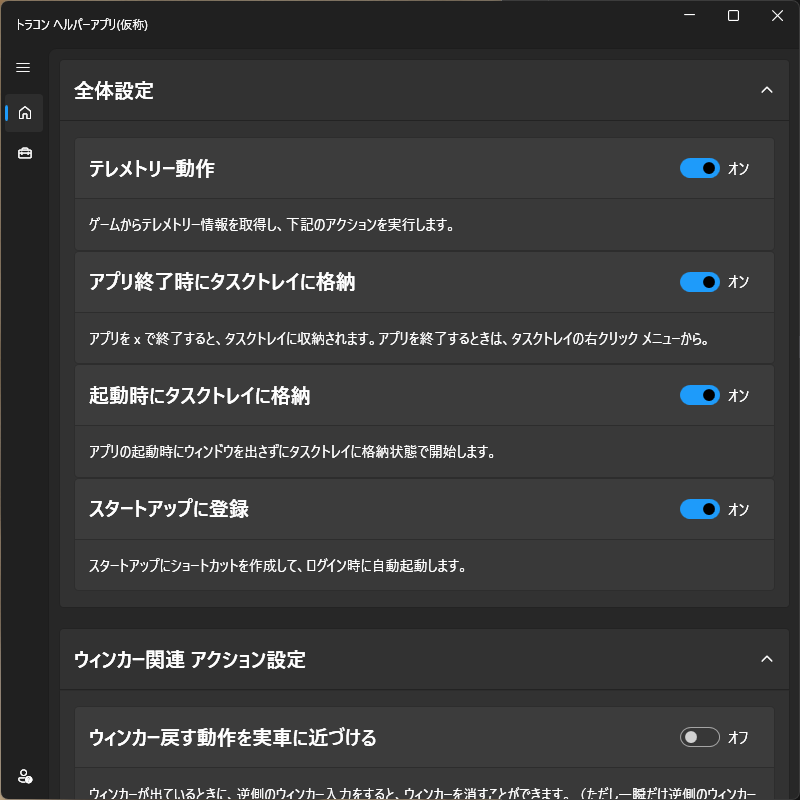 トラコン ヘルパーアプリ(仮称)
全体設定
テレメトリー動作
オン
ゲームからテレメトリー情報を取得し、下記のアクションを実行します。
アプリ終了時にタスクトレイに格納
オン
アプリを x で終了すると、タスクトレイに収納されます。アプリを終了するときは、タスクトレイの右クリック メニューから。
起動時にタスクトレイに格納
オン
アプリの起動時にウィンドウを出さずにタスクトレイに格納状態で開始します。
スタートアップに登録
オン
スタートアップにショートカットを作成して、ログイン時に自動起動します。
ウィンカー関連 アクション設定
ウィンカー戻す動作を実車に近づける
オフ
ウィンカーが出ているときに、逆側のウィンカー入力をすると、ウィンカーを消すことができます。（ただし一瞬だけ逆側のウィンカー